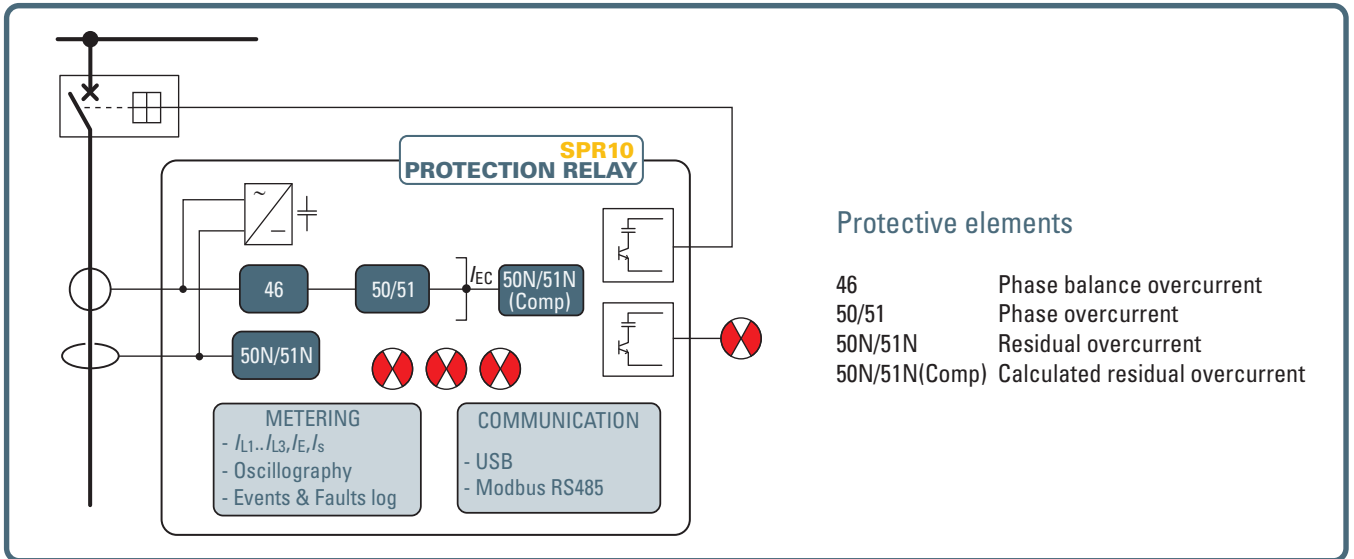 SPR10
PROTECTION RELAY
~
–
46
50/51
IEC
50N/51N
(Comp)
50N/51N
METERING
- IL1..IL3,IE,Is
- Oscillography
- Events & Faults log
COMMUNICATION
- USB
- Modbus RS485
Protective elements
46 Phase balance overcurrent
50/51 Phase overcurrent
50N/51N Residual overcurrent
50N/51N(Comp) Calculated residual overcurrent